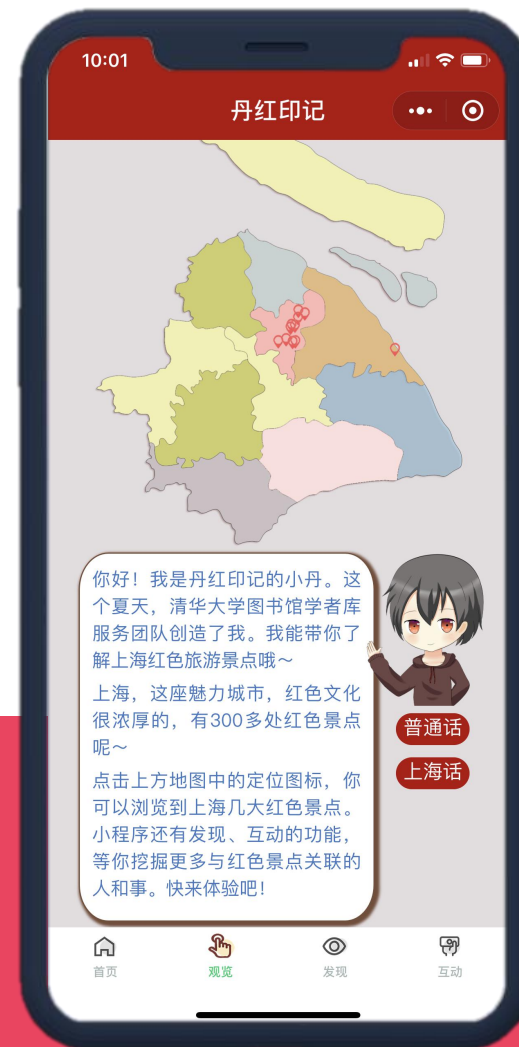 10:01
丹红印记
你好！我是丹红印记的小丹。这
个夏天，清华大学图书馆学者库
服务团队创造了我。我能带你了
解上海红色旅游景点哦～
上海，这座魅力城市，红色文化
很浓厚的，有300多处红色景点
呢～
点击上方地图中的定位图标，你
可以浏览到上海几大红色景点。
小程序还有发现、互动的功能，
等你挖掘更多与红色景点关联的
人和事。快来体验吧！
普通话
上海话
首页
观览
发现
互动